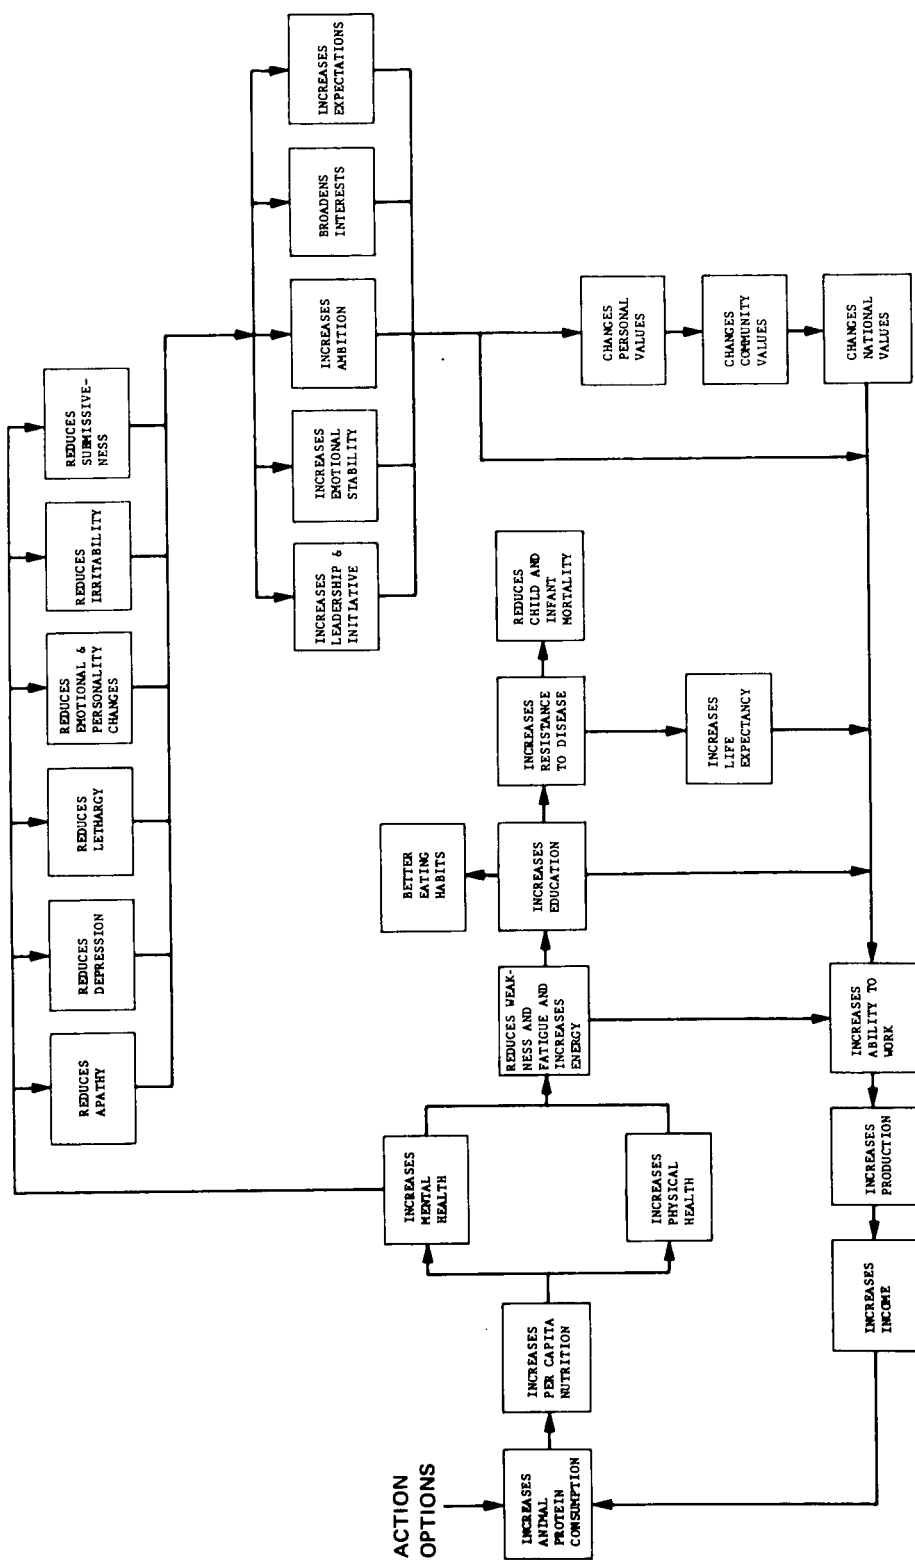 REDUCES
APATHY
REDUCES
DEPRESSION
REDUCES
LETHARGY
REDUCES
EMOTIONAL &
PERSONALITY
CHANGES
REDUCES
IRRITABILITY
REDUCES
SUBMISSIVE-
NESS
INCREASES
LEADERSHIP &
INITIATIVE
INCREASES
EMOTIONAL
STABILITY
INCREASES
AMBITION
BROADENS
INTERESTS
INCREASES
EXPECTATIONS
ACTION
OPTIONS
INCREASES
ANIMAL
PROTEIN
CONSUMPTION
INCREASES
PER CAPITA
NUTRITION
INCREASES
MENTAL
HEALTH
INCREASES
PHYSICAL
HEALTH
REDUCES WEAK-
NESS AND
FATIGUE AND
INCREASES
ENERGY
BETTER
EATING
HABITS
INCREASES
EDUCATION
INCREASES
RESISTANCE
TO DISEASE
REDUCES
CHILD AND
INFANT
MORTALITY
INCREASES
LIFE
EXPECTANCY
CHANGES
PERSONAL
VALUES
CHANGES
COMMUNITY
VALUES
CHANGES
NATIONAL
VALUES
INCREASES
INCOME
INCREASES
PRODUCTION
INCREASES
ABILITY TO
WORK